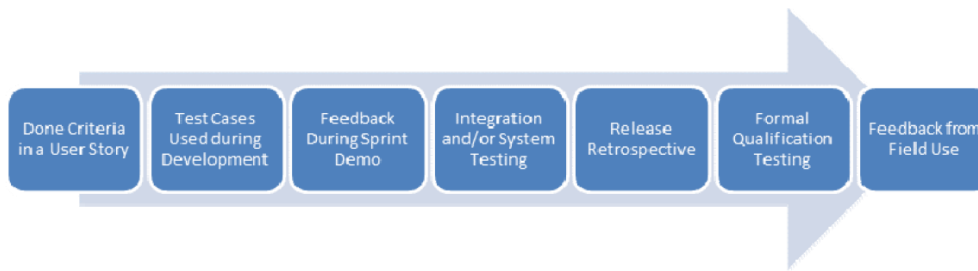 Done Criteria
in a User Story
Test Cases
Used during
Development
Feedback
During Sprint
Demo
Integration
and/or System
Testing
Release
Retrospective
Formal
Qualification
Testing
Feedback from
Field Use